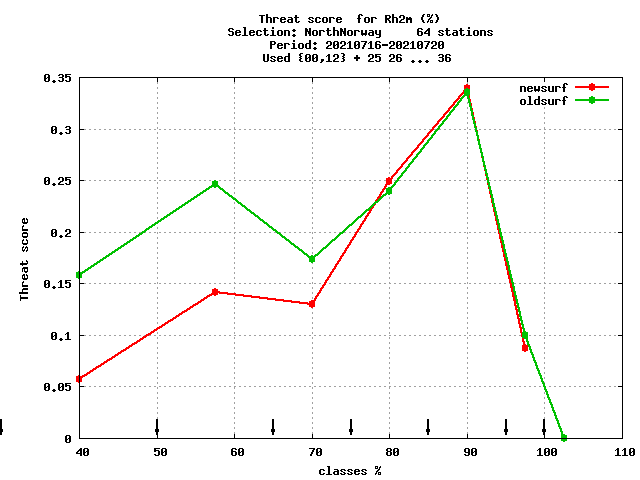 Threat score  for Rh2m (%)
Selection: NorthNorway     64 stations
Period: 20210716-20210720
Used {00,12} + 25 26 ... 36
newsurf
oldsurf
Threat score
0.35
0.3
0.25
0.2
0.15
0.1
0.05
0
40 50 60 70 80 90 100 110
classes %